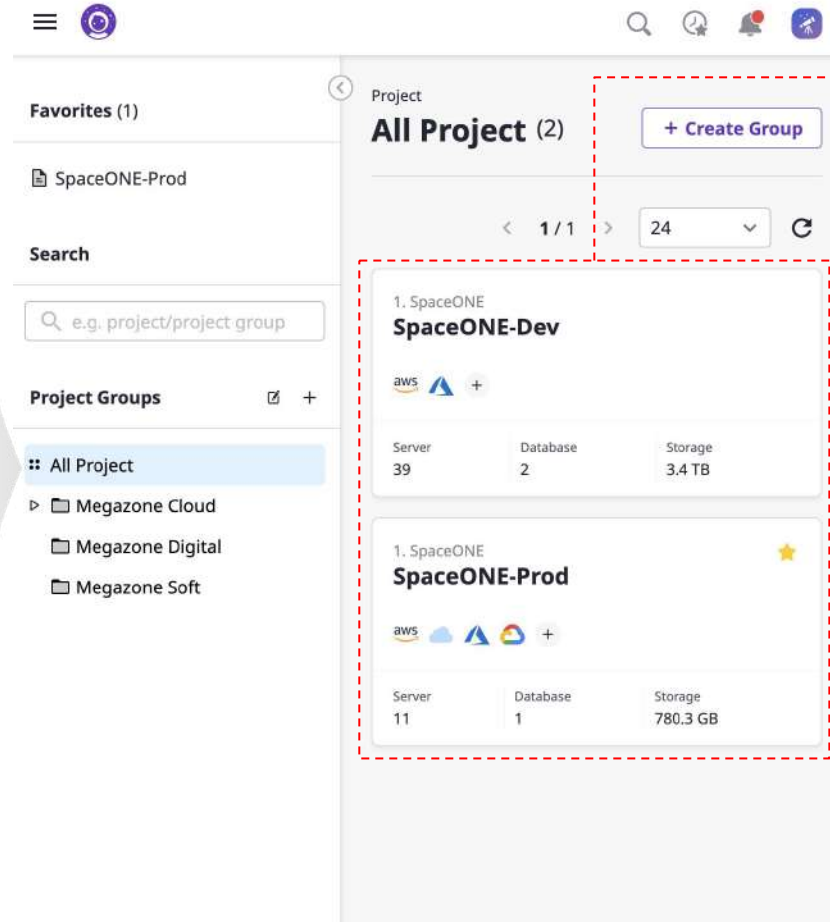 Favorites (1)
SpaceONE-Prod
Search
e.g. project/project group
Project Groups +
All Project
Megazone Cloud
Megazone Digital
Megazone Soft
Project
All Project (2)
+ Create Group
< 1 / 1 > 24
1. SpaceONE
SpaceONE-Dev
aws +
Server Database Storage
39 2 3.4 TB
1. SpaceONE
SpaceONE-Prod
aws +
Server Database Storage
11 1 780.3 GB